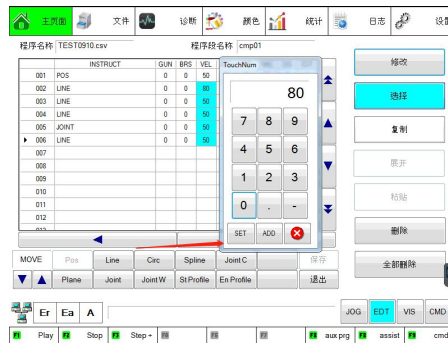 主页面 文件 诊断 颜色 统计 日志 设
程序名称 TEST0910.csv 程序段名称 cmp01
INSTRUCT GUN BRS VEL
001 POS 0 0 50
002 LINE 0 0 80
003 LINE 0 0 50
004 LINE 0 0 50
005 JOINT 0 0 50
006 LINE 0 0 50
007
008
009
010
011
012
TouchNum
80
7 8 9
4 5 6
1 2 3
0 . -
SET ADD
修改
选择
复制
展开
粘贴
删除
全部删除
MOVE Pos Line Circ Spline Joint C 保存
Plane Joint Joint W St Profile En Profile 退出
Er Ea A JOG EDT VIS CMD
F1 Play F2 Stop F3 Step + F5 F6 F7 F2 aux prg F3 assist F4 cmd